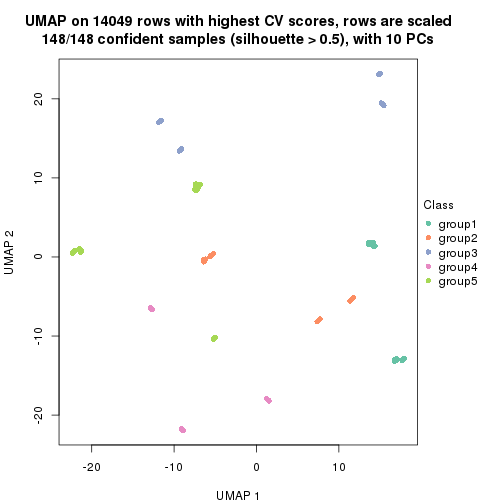 UMAP on 14049 rows with highest CV scores, rows are scaled
148/148 confident samples (silhouette > 0.5), with 10 PCs
20
10
0
-10
-20
UMAP 2
-20
-10
0
10
UMAP 1
Class
group1
group2
group3
group4
group5